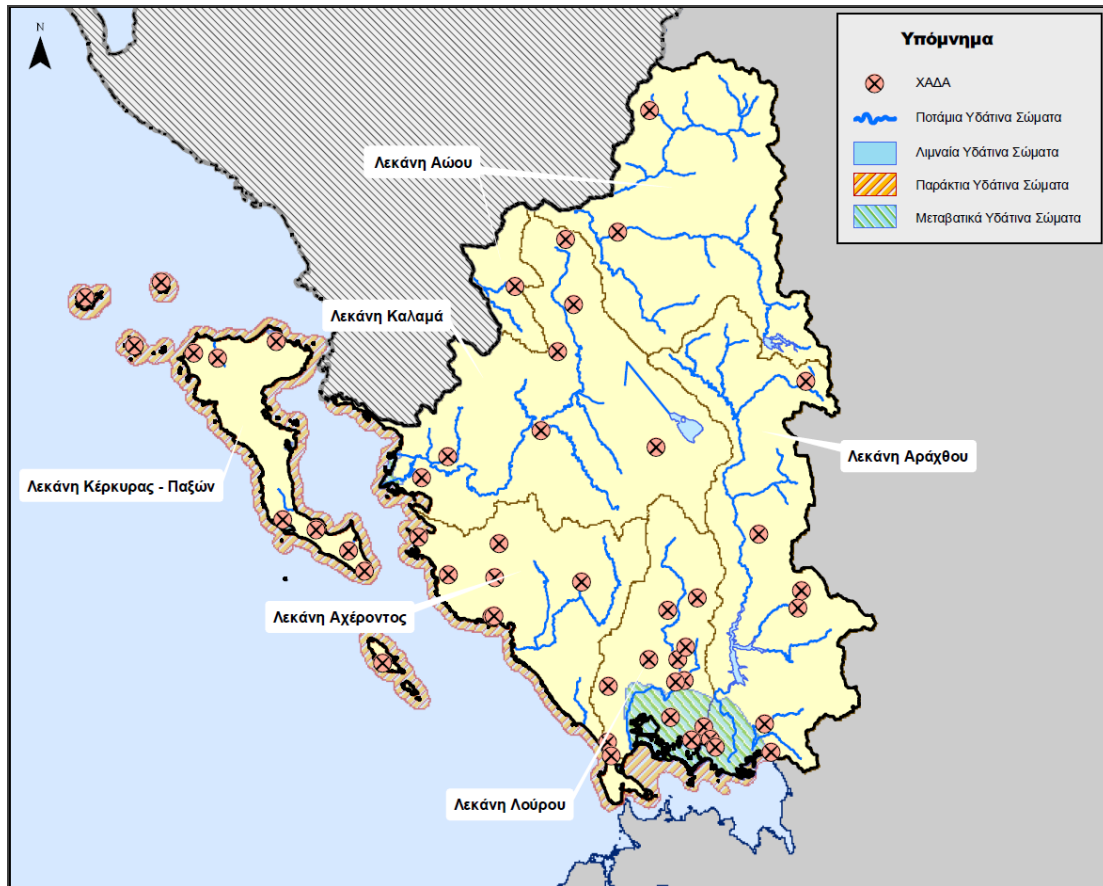 N
Υπόμνημα
ΧΑΔΑ
Ποτάμια Υδάτινα Σώματα
Λιμναία Υδάτινα Σώματα
Παράκτια Υδάτινα Σώματα
Μεταβατικά Υδάτινα Σώματα
Λεκάνη Αώου
Λεκάνη Καλαμά
Λεκάνη Αράχθου
Λεκάνη Κέρκυρας - Παξών
Λεκάνη Αχέροντος
Λεκάνη Λούρου